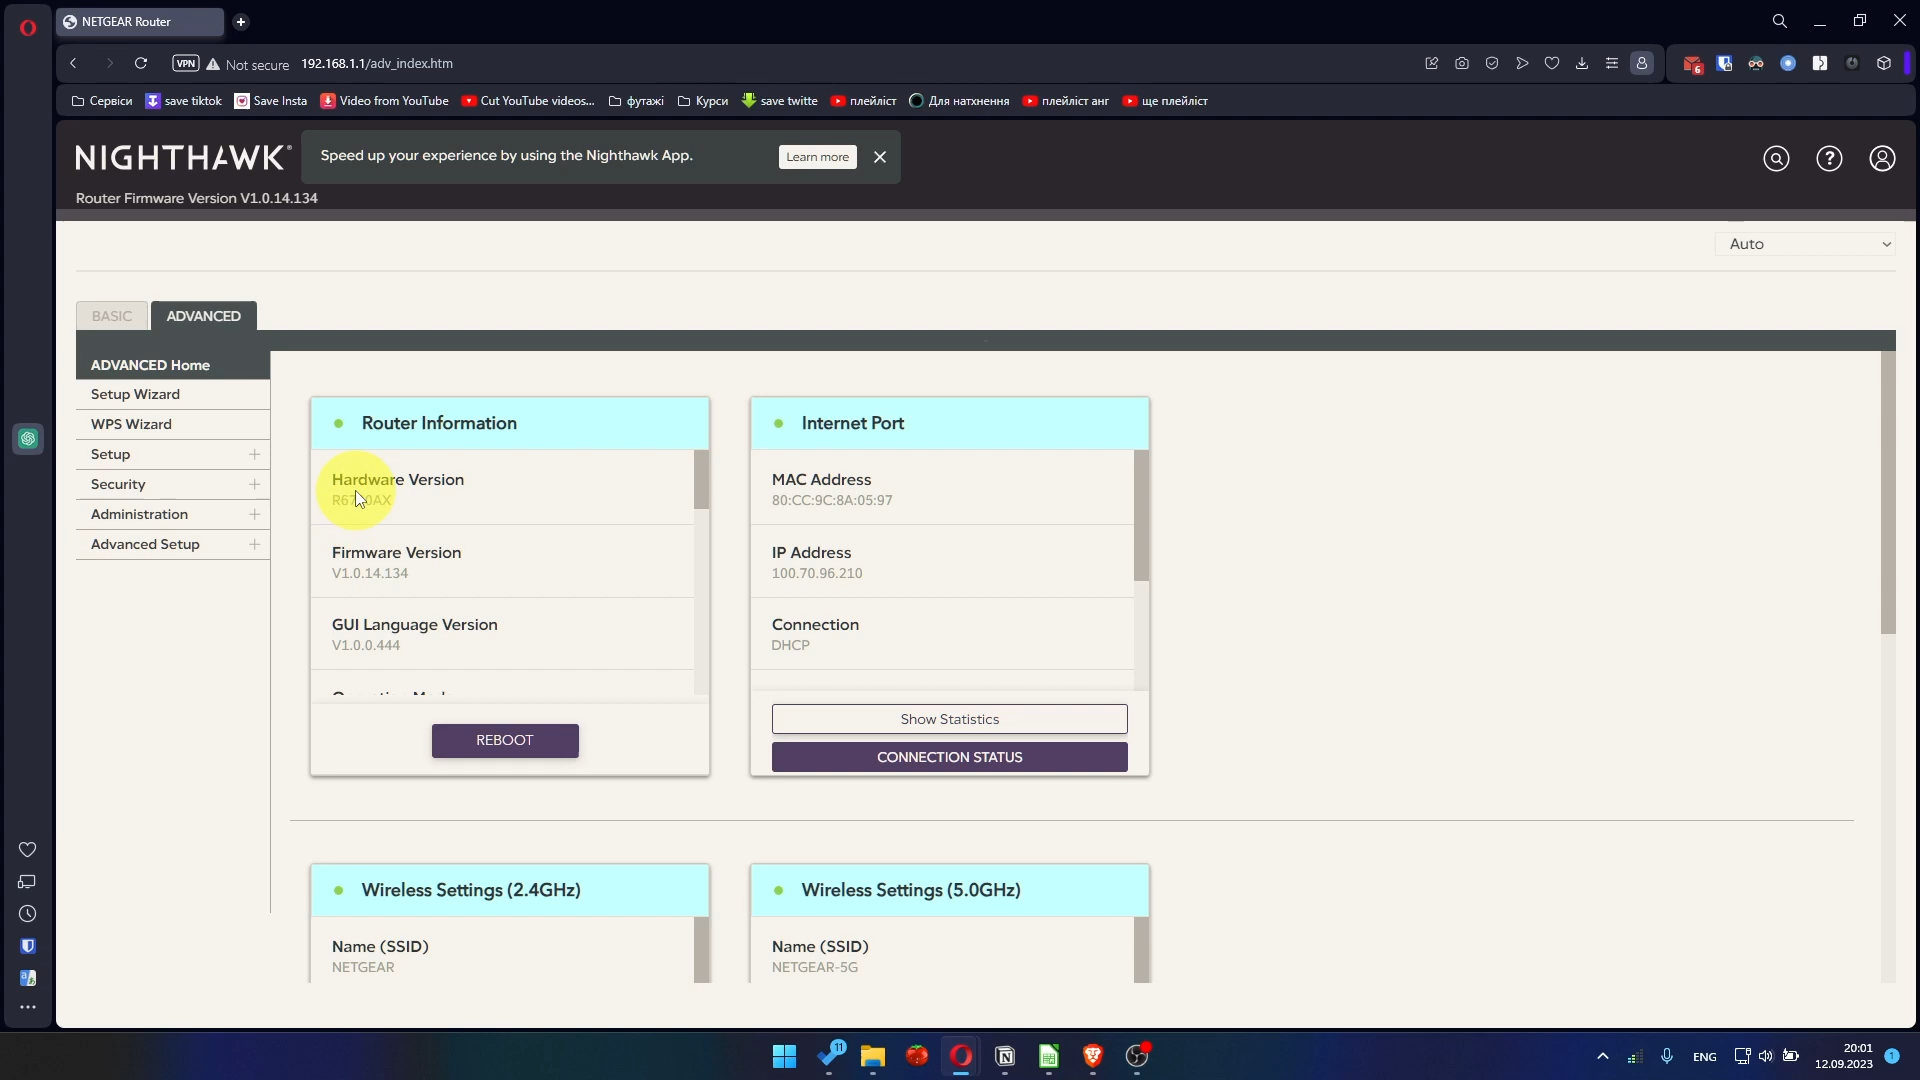 NETGEAR Router
VPN Not secure 192.168.1.1/adv_index.htm
6
Сервіси save tiktok Save Insta Video from YouTube Cut YouTube videos... футажі Курси save twitte плейліст Для натхнення плейліст анг ще плейліст
NIGHTHAWK
Speed up your experience by using the Nighthawk App.
Learn more
Router Firmware Version V1.0.14.134
Auto
BASIC
ADVANCED
ADVANCED Home
Setup Wizard
WPS Wizard
Setup
Security
Administration
Advanced Setup
Router Information
Hardware Version
Firmware Version
V1.0.14.134
GUI Language Version
V1.0.0.444
REBOOT
Internet Port
MAC Address
80:CC:9C:8A:05:97
IP Address
100.70.96.210
Connection
DHCP
Show Statistics
CONNECTION STATUS
Wireless Settings (2.4GHz)
Name (SSID)
NETGEAR
Wireless Settings (5.0GHz)
Name (SSID)
NETGEAR-5G
11
ENG
20:01
12.09.2023
1